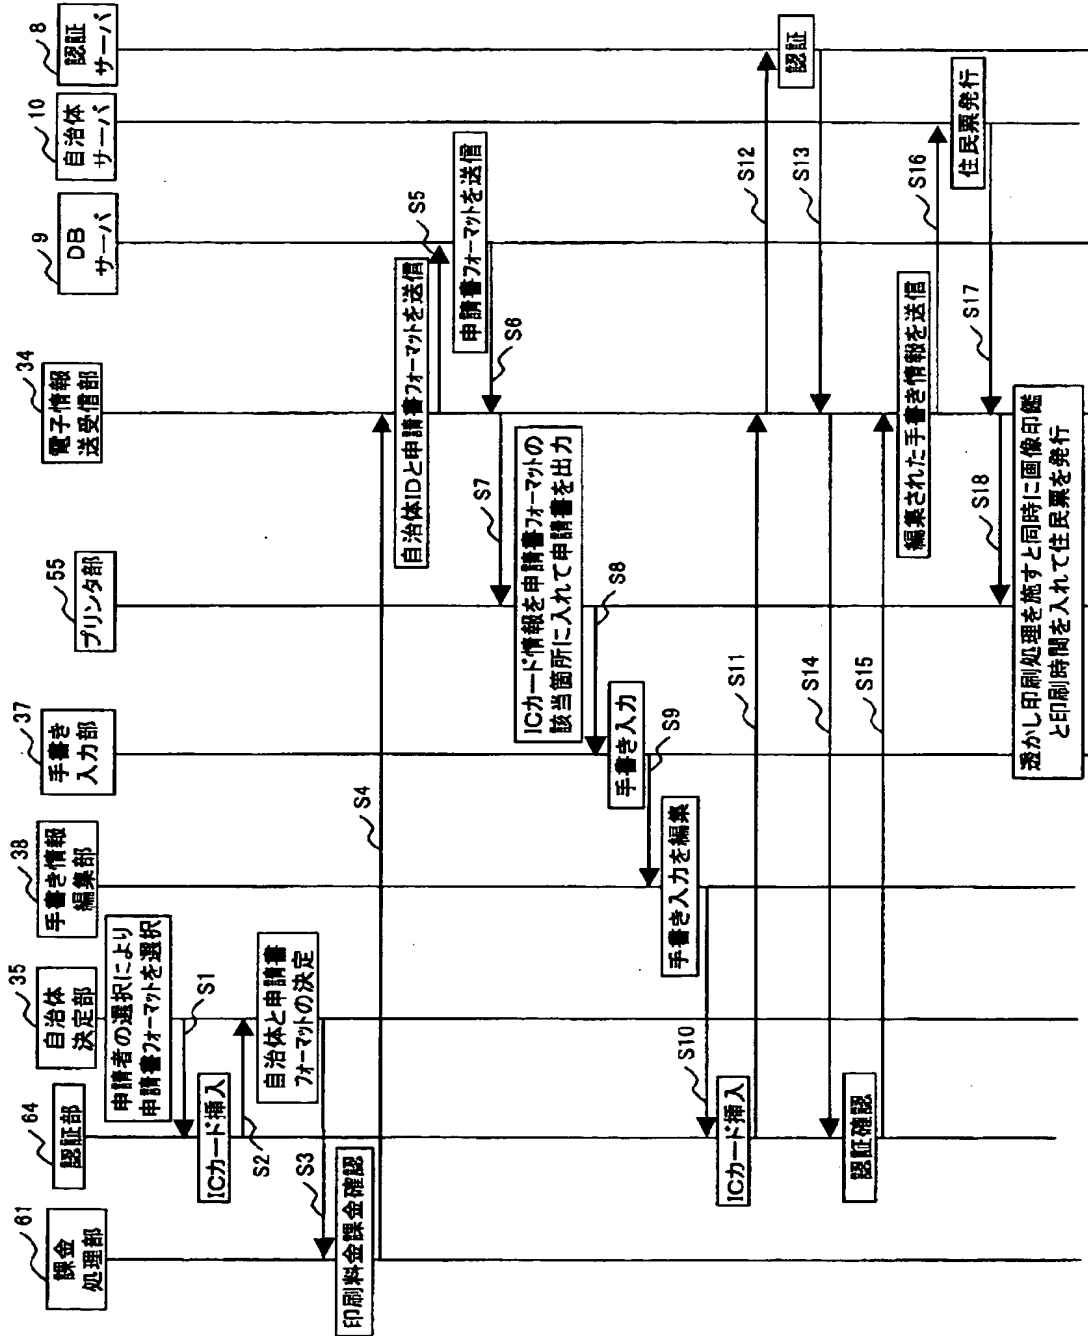 61
課金
処理部
64
認証部
35
自治体
決定部
38
手書き情報
編集部
37
手書き
入力部
55
プリンタ部
34
電子情報
送受信部
9
DB
サーバ
10
自治体
サーバ
8
認証
サーバ
申請者の選択により
申請書フォーマットを選択
S1
ICカード挿入
S2
自治体と申請書
フォーマットの決定
S3
印刷料金課金確認
S4
自治体IDと申請書フォーマットを送信
S5
申請書フォーマットを送信
S6
S7
ICカード情報を申請書フォーマットの
該当箇所に入れて申請書を出力
S8
手書き入力
S9
手書き入力を編集
S10
ICカード挿入
S11
S12
認証
S13
S14
認証確認
S15
編集された手書き情報を送信
S16
住民票発行
S17
S18
透かし印刷処理を施すと同時に画像印鑑
と印刷時間を入れて住民票を発行